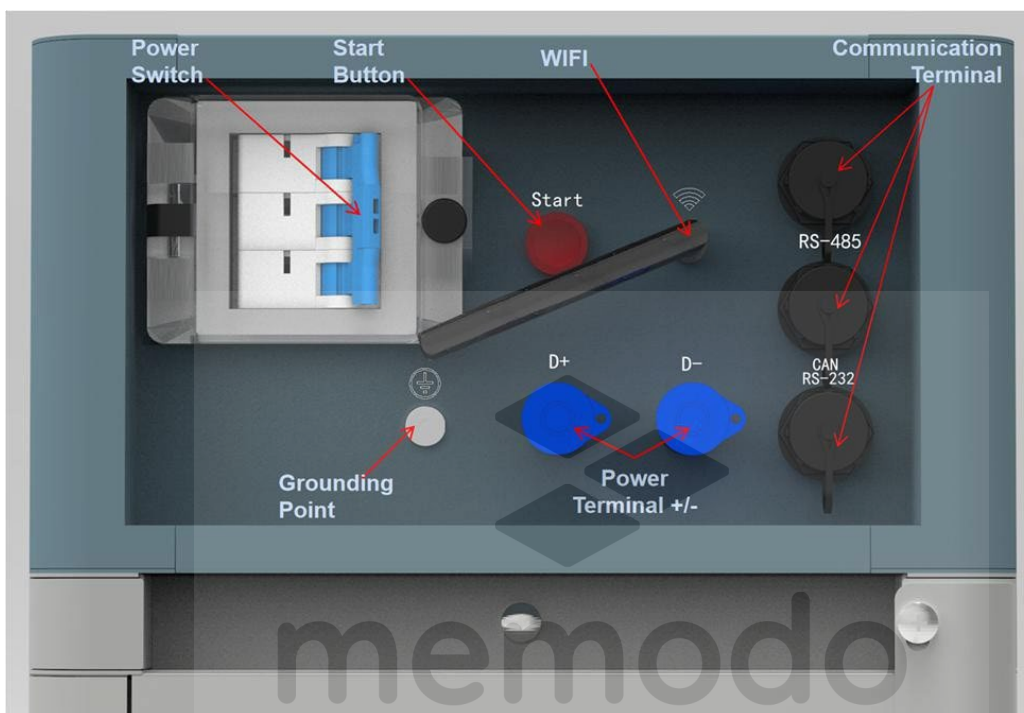 Power
Switch
Start
Button
WIFI
Communication
Terminal
Start
RS-485
D+
D-
CAN
RS-232
Grounding
Point
Power
Terminal +/-
memodo